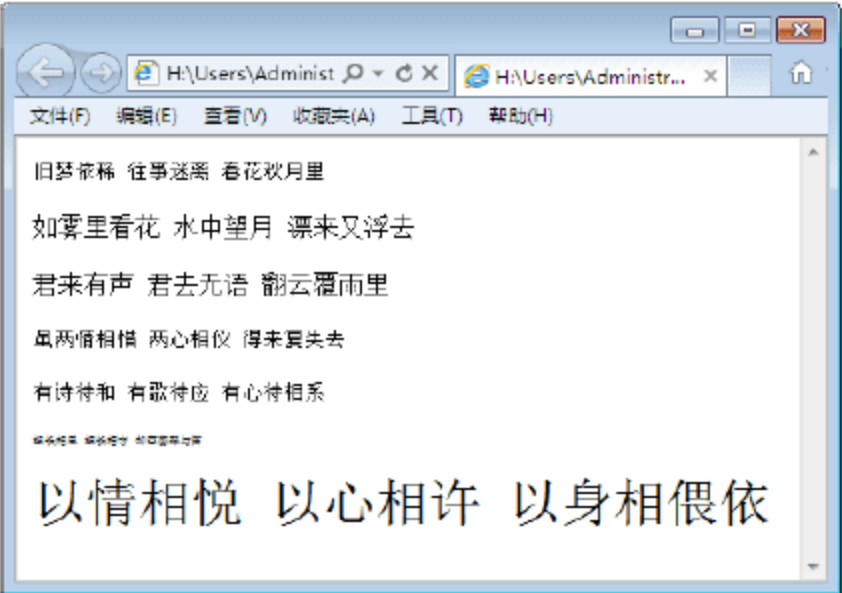 H:\Users\Administ
H:\Users\Administr...
文件(F) 编辑(E) 查看(V) 收藏夹(A) 工具(T) 帮助(H)
旧梦依稀 往事迷离 春花秋月里
如雾里看花 水中望月 漂来又浮去
君来有声 君去无语 翻云覆雨里
虽两情相惜 两心相仪 得来复失去
有诗待和 有歌待应 有心待相系
以情相悦 以心相许 以身相偎依